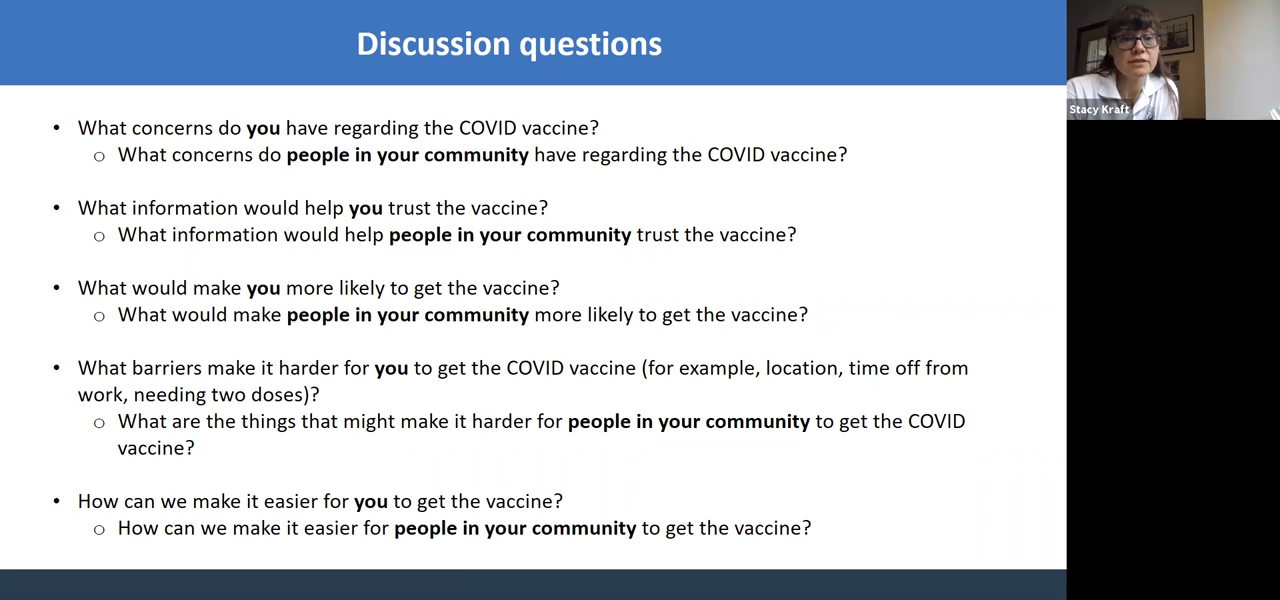 Discussion questions
Stacy Kraft
• What concerns do you have regarding the COVID vaccine?
o What concerns do people in your community have regarding the COVID vaccine?
• What information would help you trust the vaccine?
o What information would help people in your community trust the vaccine?
• What would make you more likely to get the vaccine?
o What would make people in your community more likely to get the vaccine?
• What barriers make it harder for you to get the COVID vaccine (for example, location, time off from
work, needing two doses)?
o What are the things that might make it harder for people in your community to get the COVID
vaccine?
• How can we make it easier for you to get the vaccine?
o How can we make it easier for people in your community to get the vaccine?